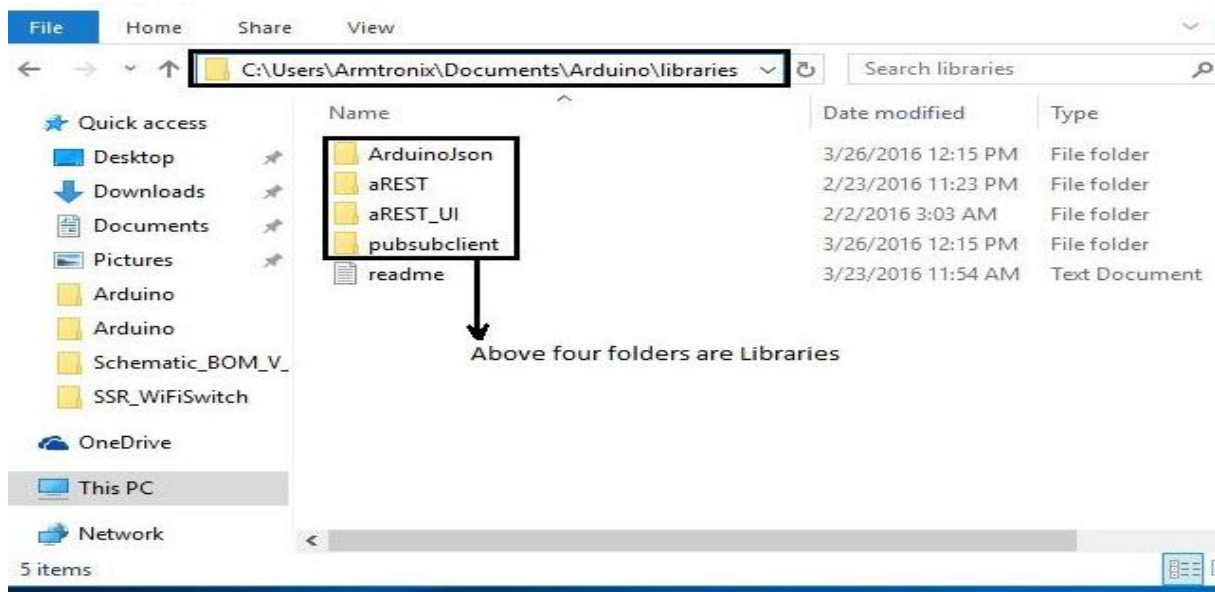 File Home Share View
C:\Users\Armtronix\Documents\Arduino\libraries Search libraries
Quick access
Desktop
Downloads
Documents
Pictures
Arduino
Arduino
Schematic_BOM_V_
SSR_WiFiSwitch
OneDrive
This PC
Network
Name Date modified Type
ArduinoJson 3/26/2016 12:15 PM File folder
aREST 2/23/2016 11:23 PM File folder
aREST_UI 2/2/2016 3:03 AM File folder
pubsubclient 3/26/2016 12:15 PM File folder
readme 3/23/2016 11:54 AM Text Document
Above four folders are Libraries
5 items